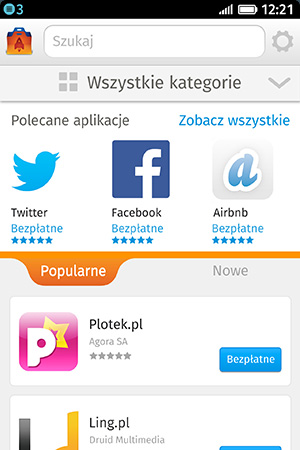 3 12:21
Szukaj
Wszystkie kategorie
Polecane aplikacje Zobacz wszystkie
Twitter Facebook Airbnb
Bezpłatne Bezpłatne Bezpłatne
Popularne Nowe
Plotek.pl
Agora SA
Bezpłatne
Ling.pl
Druid Multimedia